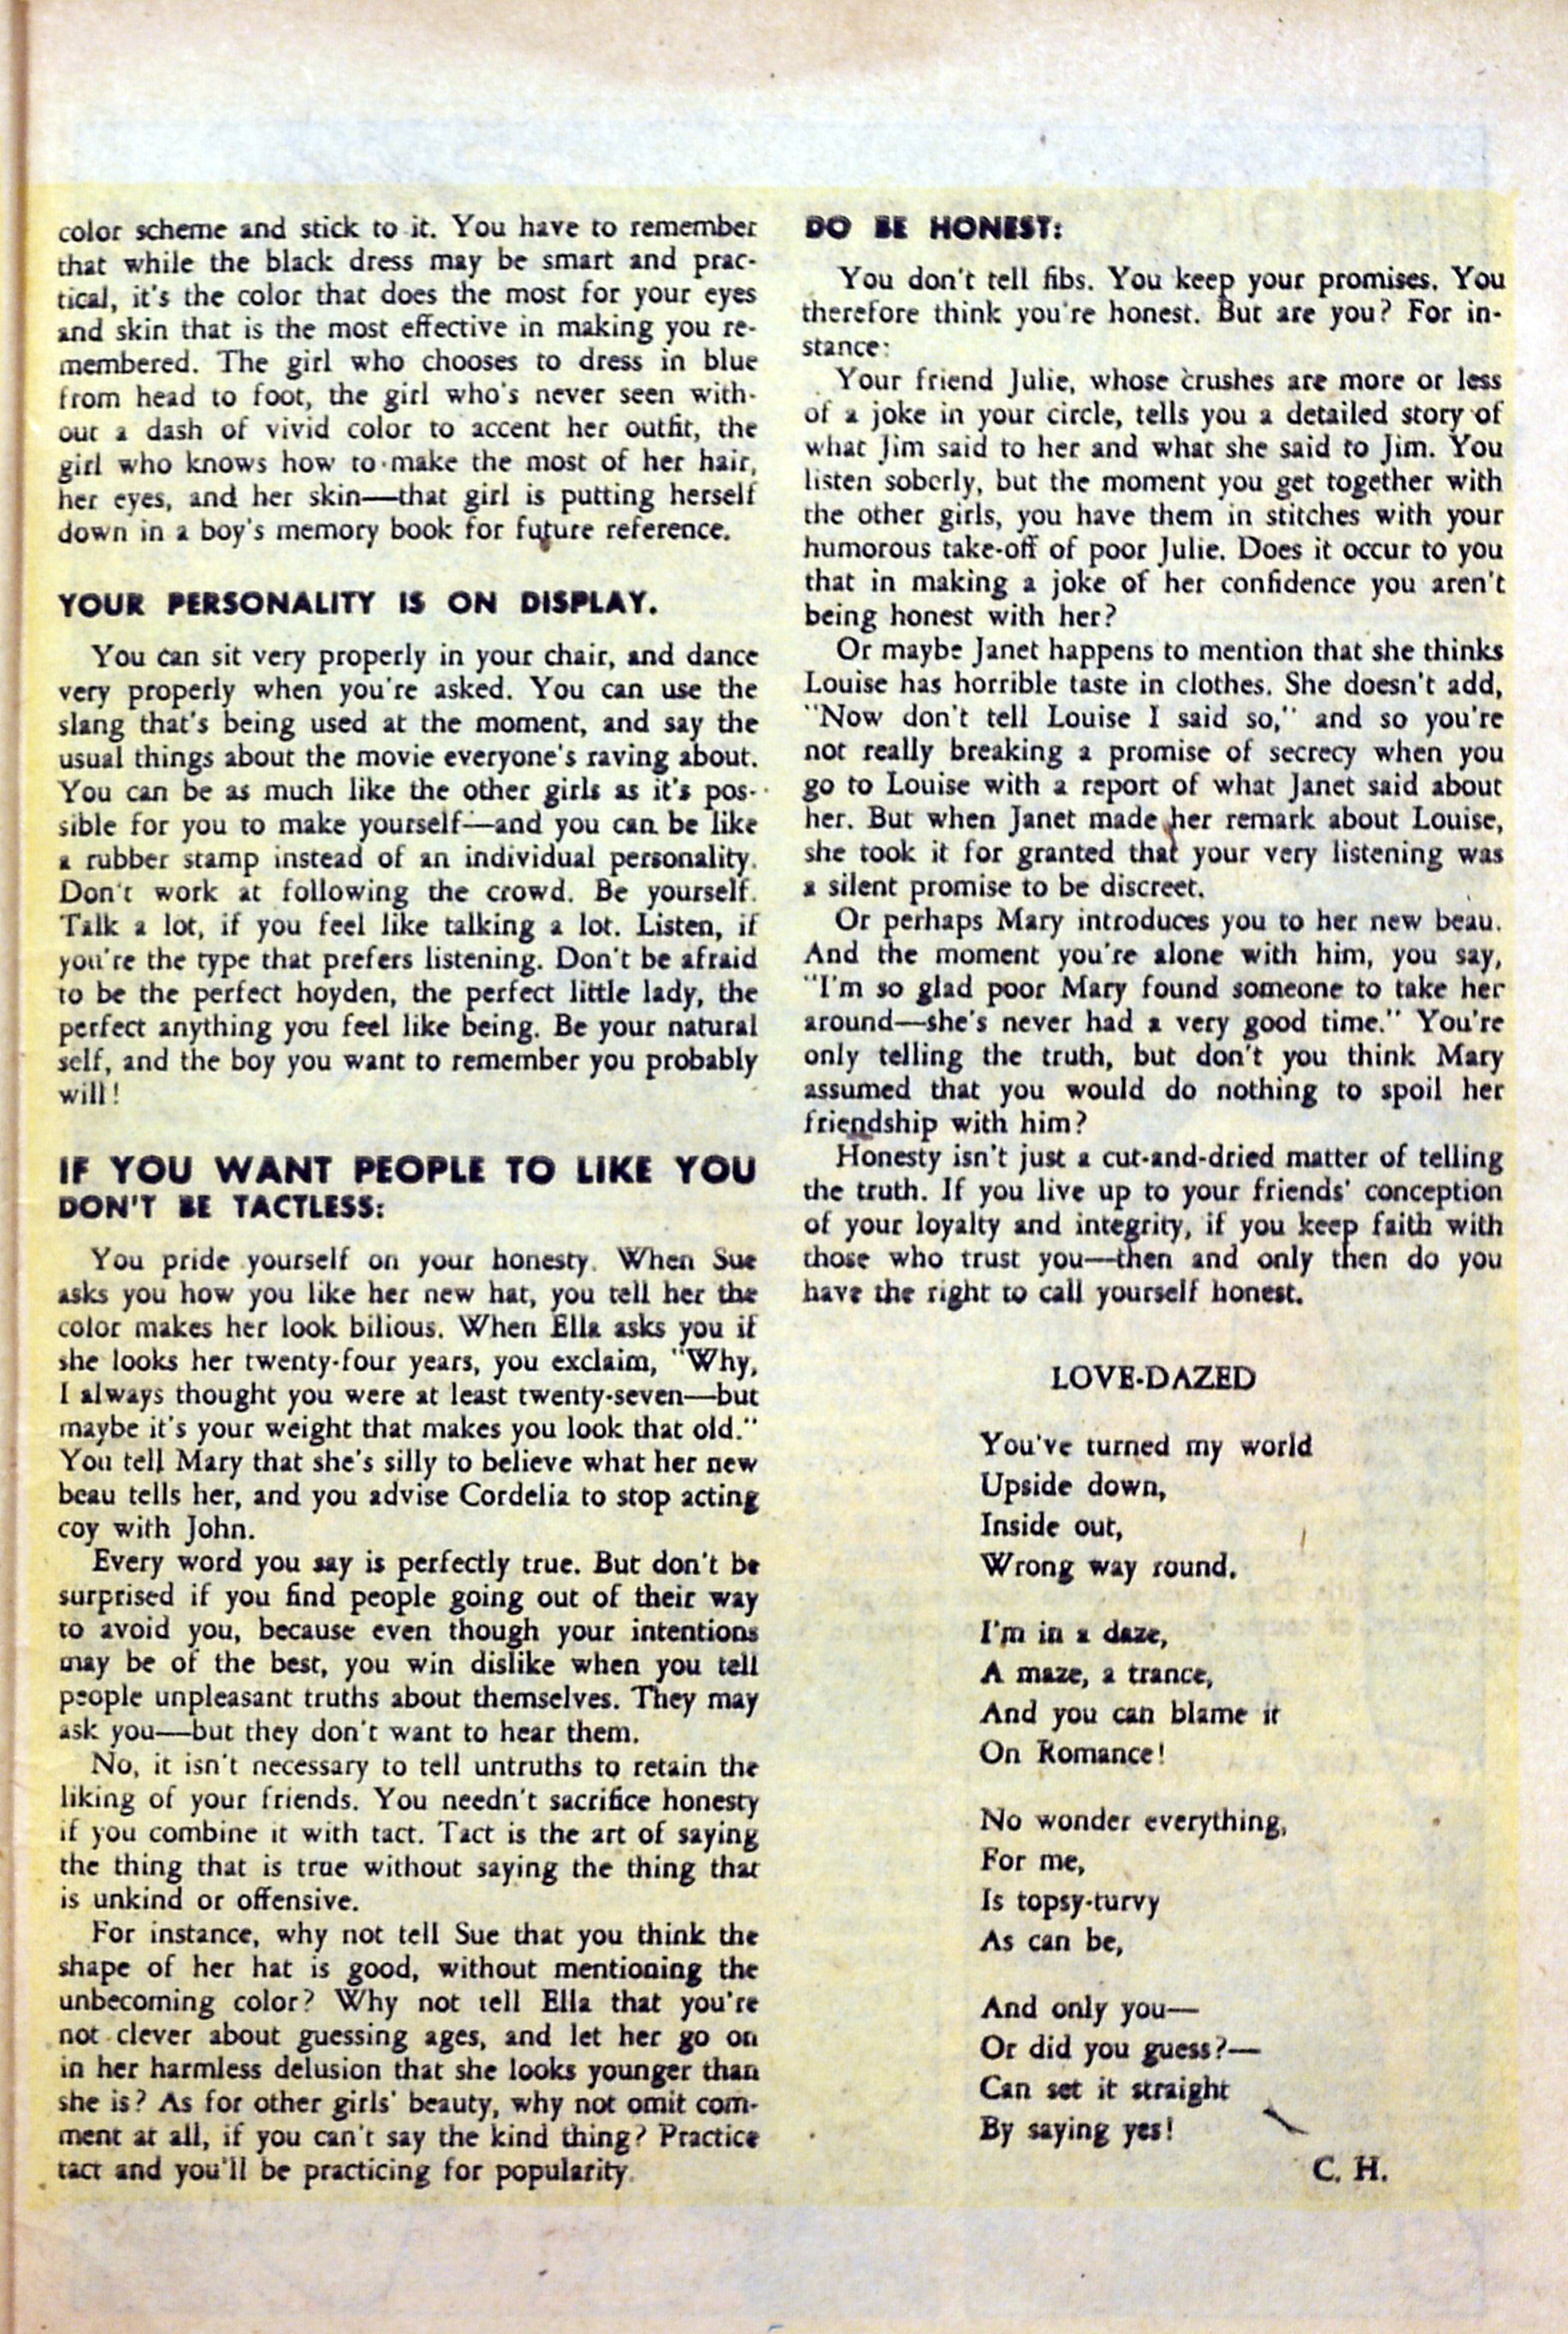 color scheme and stick to it. You have to remember
that while the black dress may be smart and prac-
tical, it's the color that does the most for your eyes
and skin that is the most effective in making you re-
membered. The girl who chooses to dress in blue
from head to foot, the girl who's never seen with-
out a dash of vivid color to accent her outfit, the
girl who knows how to make the most of her hair,
her eyes, and her skin—that girl is putting herself
down in a boy's memory book for future reference.
YOUR PERSONALITY IS ON DISPLAY.
You can sit very properly in your chair, and dance
very properly when you're asked. You can use the
slang that's being used at the moment, and say the
usual things about the movie everyone's raving about.
You can be as much like the other girls as it's pos-
sible for you to make yourself—and you can be like
a rubber stamp instead of an individual personality.
Don't work at following the crowd. Be yourself.
Talk a lot, if you feel like talking a lot. Listen, if
you're the type that prefers listening. Don't be afraid
to be the perfect hoyden, the perfect little lady, the
perfect anything you feel like being. Be your natural
self, and the boy you want to remember you probably
will!
IF YOU WANT PEOPLE TO LIKE YOU
DON'T BE TACTLESS:
You pride yourself on your honesty. When Sue
asks you how you like her new hat, you tell her the
color makes her look bilious. When Ella asks you if
she looks her twenty-four years, you exclaim, "Why,
I always thought you were at least twenty-seven—but
maybe it's your weight that makes you look that old."
You tell Mary that she's silly to believe what her new
beau tells her, and you advise Cordelia to stop acting
coy with John.
Every word you say is perfectly true. But don't be
surprised if you find people going out of their way
to avoid you, because even though your intentions
may be of the best, you win dislike when you tell
people unpleasant truths about themselves. They may
ask you—but they don't want to hear them.
No, it isn't necessary to tell untruths to retain the
liking of your friends. You needn't sacrifice honesty
if you combine it with tact. Tact is the art of saying
the thing that is true without saying the thing that
is unkind or offensive.
For instance, why not tell Sue that you think the
shape of her hat is good, without mentioning the
unbecoming color? Why not tell Ella that you're
not clever about guessing ages, and let her go on
in her harmless delusion that she looks younger than
she is? As for other girls' beauty, why not omit com-
ment at all, if you can't say the kind thing? Practice
tact and you'll be practicing for popularity.
DO BE HONEST:
You don't tell fibs. You keep your promises. You
therefore think you're honest. But are you? For in-
stance:
Your friend Julie, whose crushes are more or less
of a joke in your circle, tells you a detailed story of
what Jim said to her and what she said to Jim. You
listen soberly, but the moment you get together with
the other girls, you have them in stitches with your
humorous take-off of poor Julie. Does it occur to you
that in making a joke of her confidence you aren't
being honest with her?
Or maybe Janet happens to mention that she thinks
Louise has horrible taste in clothes. She doesn't add,
"Now don't tell Louise I said so," and so you're
not really breaking a promise of secrecy when you
go to Louise with a report of what Janet said about
her. But when Janet made her remark about Louise,
she took it for granted that your very listening was
a silent promise to be discreet.
Or perhaps Mary introduces you to her new beau.
And the moment you're alone with him, you say,
"I'm so glad poor Mary found someone to take her
around—she's never had a very good time." You're
only telling the truth, but don't you think Mary
assumed that you would do nothing to spoil her
friendship with him?
Honesty isn't just a cut-and-dried matter of telling
the truth. If you live up to your friends' conception
of your loyalty and integrity, if you keep faith with
those who trust you—then and only then do you
have the right to call yourself honest.
LOVE-DAZED
You've turned my world
Upside down,
Inside out,
Wrong way round.
I'm in a daze,
A maze, a trance,
And you can blame it
On Romance!
No wonder everything,
For me,
Is topsy-turvy
As can be,
And only you—
Or did you guess?—
Can set it straight
By saying yes!
C. H.